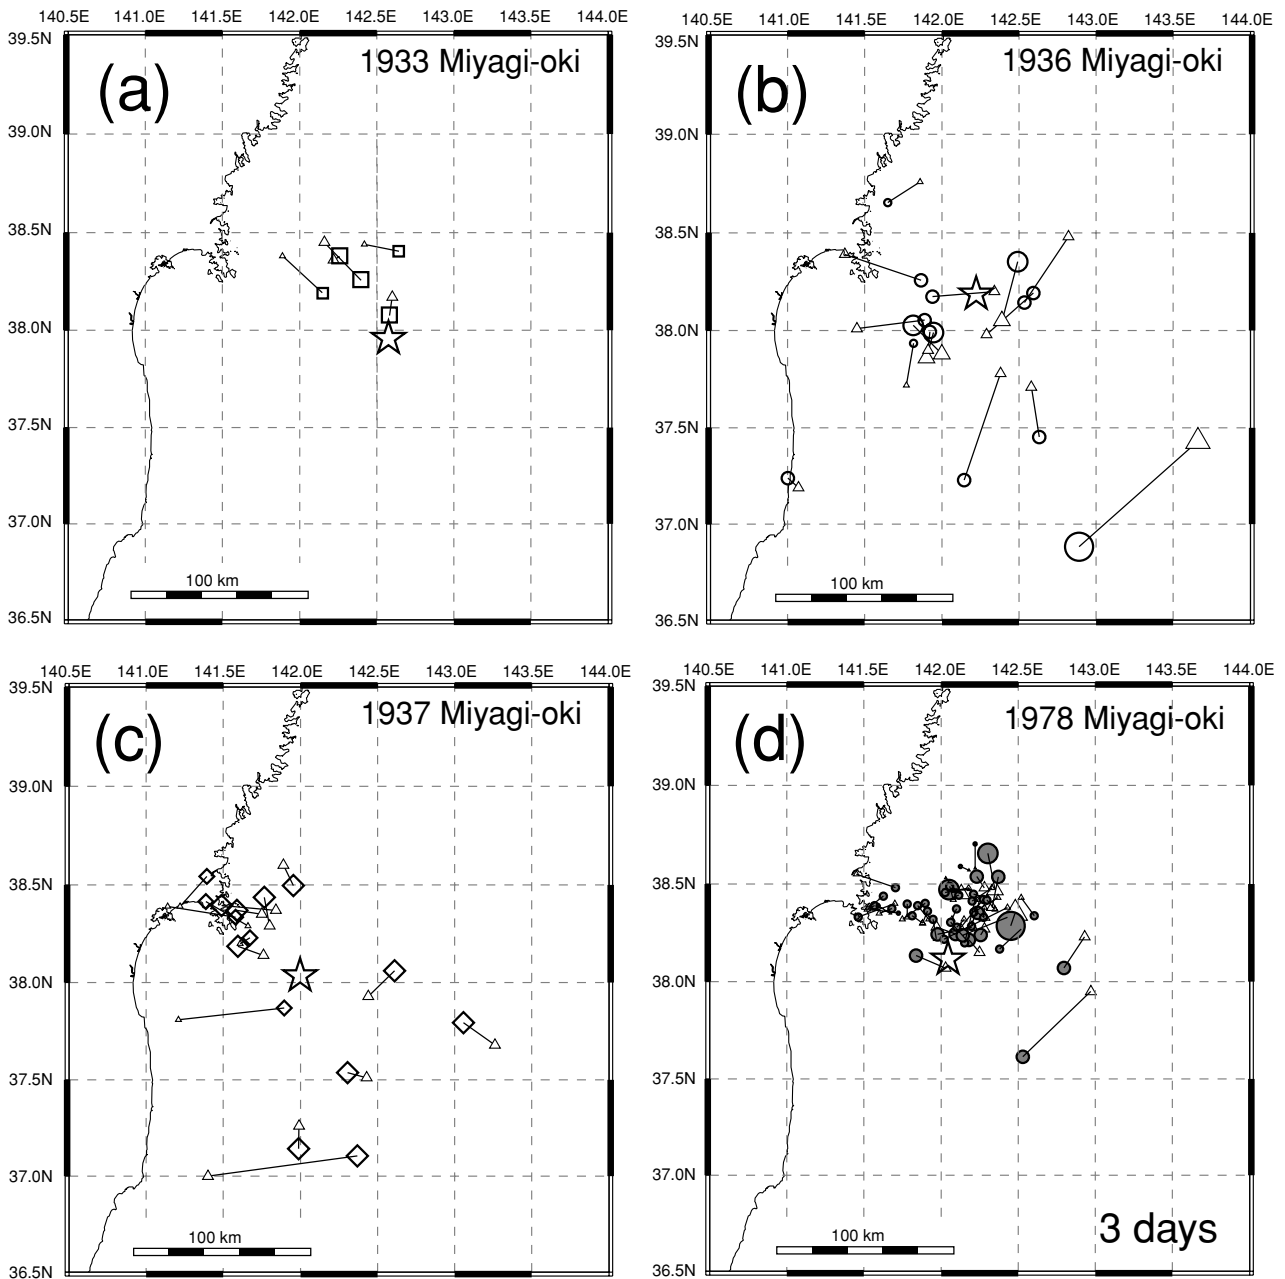 140.5E 141.0E 141.5E 142.0E 142.5E 143.0E 143.5E 144.0E
39.5N
39.0N
38.5N
38.0N
37.5N
37.0N
36.5N
(a)
1933 Miyagi-oki
100 km
140.5E 141.0E 141.5E 142.0E 142.5E 143.0E 143.5E 144.0E
39.5N
39.0N
38.5N
38.0N
37.5N
37.0N
36.5N
(b)
1936 Miyagi-oki
100 km
140.5E 141.0E 141.5E 142.0E 142.5E 143.0E 143.5E 144.0E
39.5N
39.0N
38.5N
38.0N
37.5N
37.0N
36.5N
(c)
1937 Miyagi-oki
100 km
140.5E 141.0E 141.5E 142.0E 142.5E 143.0E 143.5E 144.0E
39.5N
39.0N
38.5N
38.0N
37.5N
37.0N
36.5N
(d)
1978 Miyagi-oki
3 days
100 km